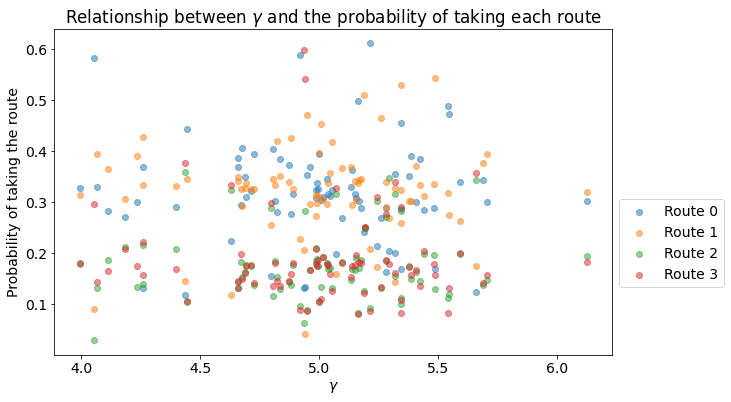 Relationship between γ and the probability of taking each route
Probability of taking the route
0.6
0.5
0.4
0.3
0.2
0.1
4.0 4.5 5.0 5.5 6.0
γ
Route 0
Route 1
Route 2
Route 3